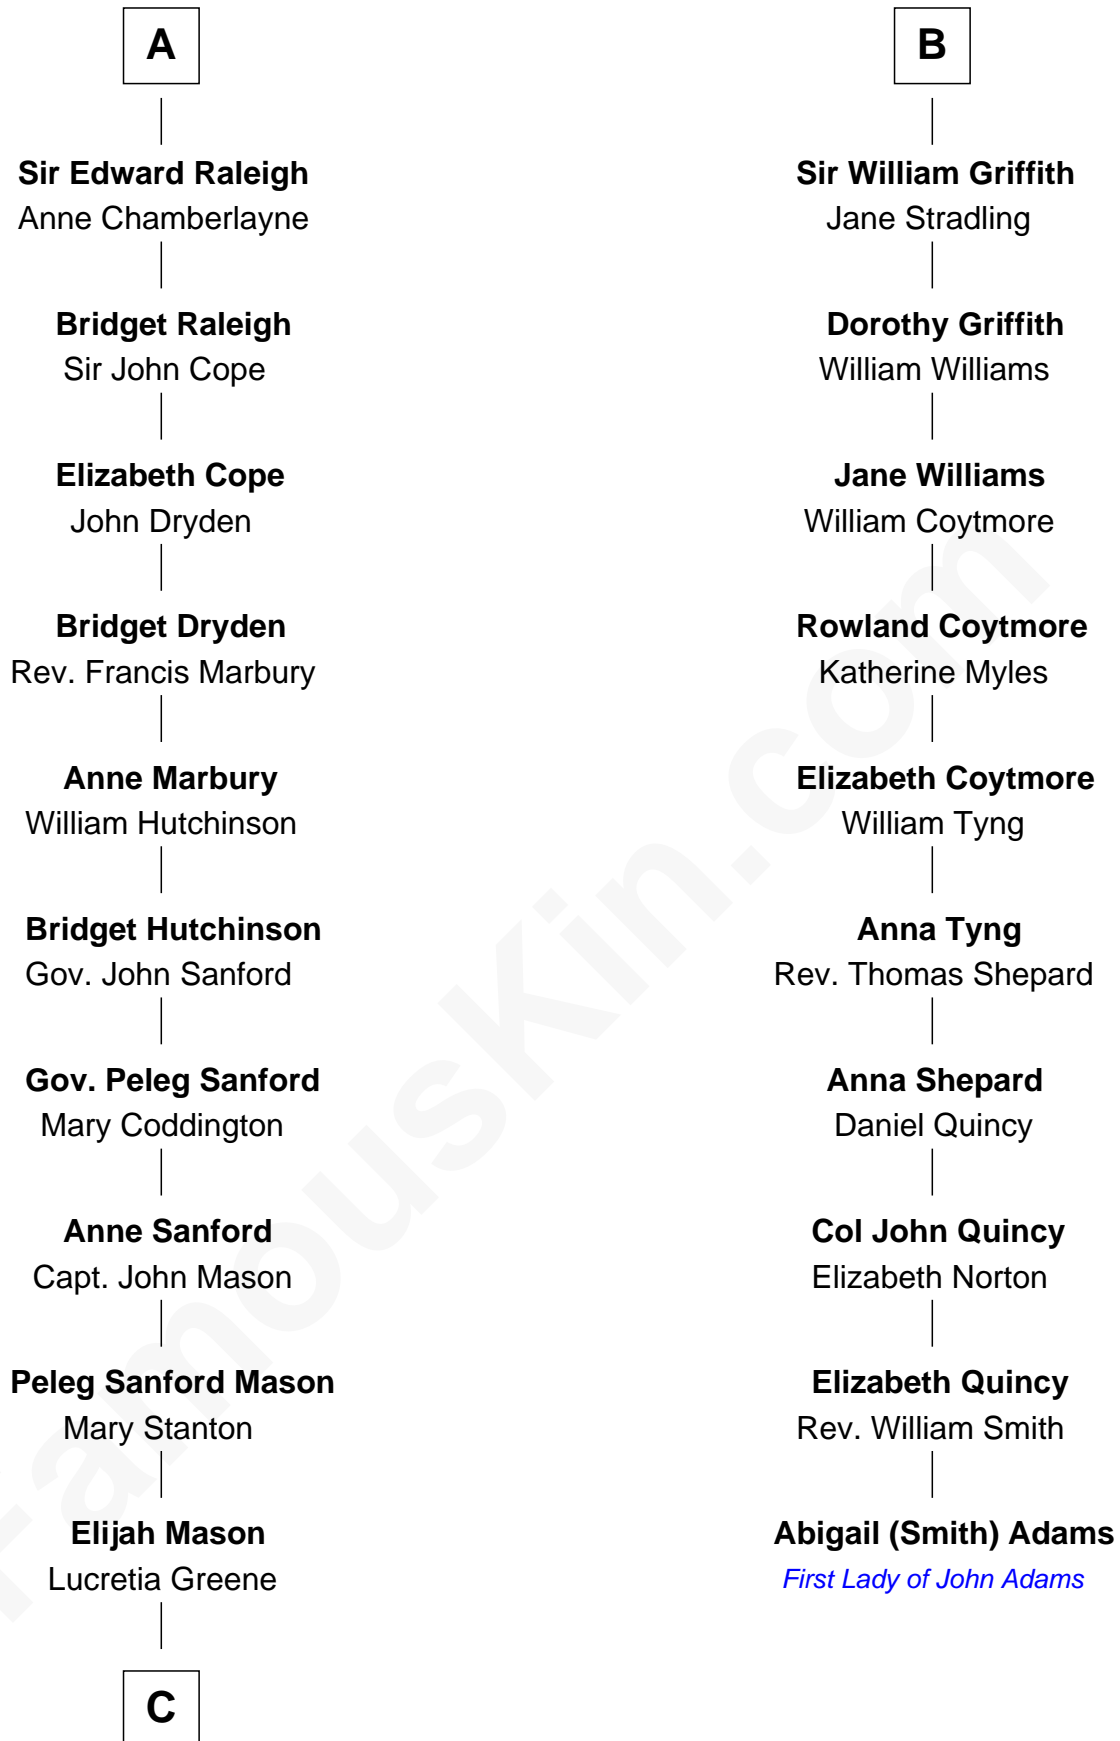 A
Sir Edward Raleigh
Anne Chamberlayne
Bridget Raleigh
Sir John Cope
Elizabeth Cope
John Dryden
Bridget Dryden
Rev. Francis Marbury
Anne Marbury
William Hutchinson
Bridget Hutchinson
Gov. John Sanford
Gov. Peleg Sanford
Mary Coddington
Anne Sanford
Capt. John Mason
Peleg Sanford Mason
Mary Stanton
Elijah Mason
Lucretia Greene
C
B
Sir William Griffith
Jane Stradling
Dorothy Griffith
William Williams
Jane Williams
William Coytmore
Rowland Coytmore
Katherine Myles
Elizabeth Coytmore
William Tyng
Anna Tyng
Rev. Thomas Shepard
Anna Shepard
Daniel Quincy
Col John Quincy
Elizabeth Norton
Elizabeth Quincy
Rev. William Smith
Abigail (Smith) Adams
First Lady of John Adams
FamousKin.com